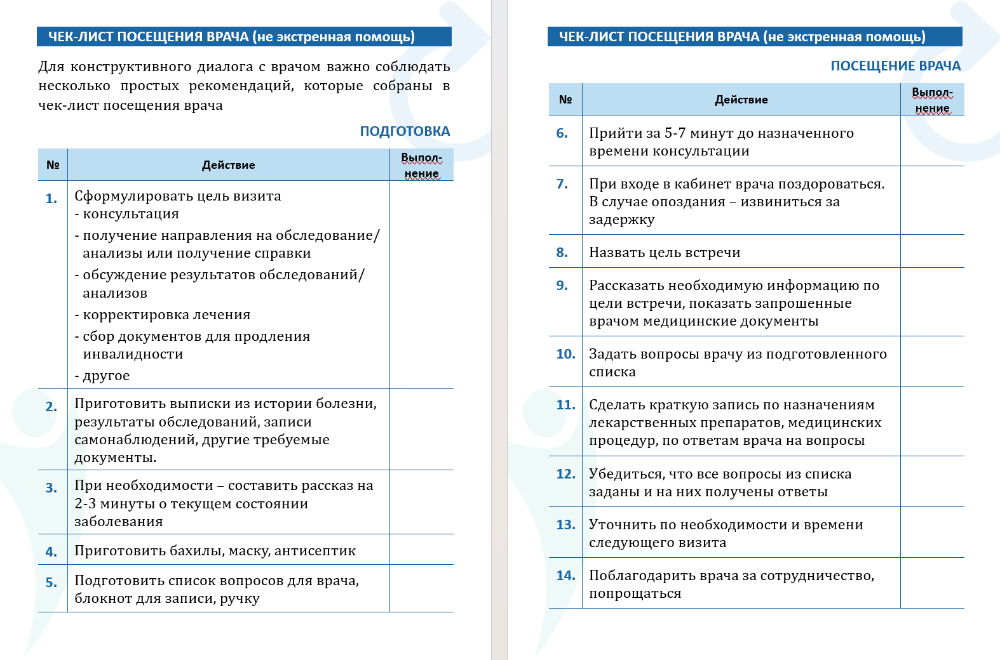 ЧЕК-ЛИСТ ПОСЕЩЕНИЯ ВРАЧА (не экстренная помощь)
Для конструктивного диалога с врачом важно соблюдать
несколько простых рекомендаций, которые собраны в
чек-лист посещения врача
ПОДГОТОВКА
№ Действие Выпол-
нение
1. Сформулировать цель визита
- консультация
- получение направления на обследование/
анализы или получение справки
- обсуждение результатов обследований/
анализов
- корректировка лечения
- сбор документов для продления
инвалидности
- другое
2. Приготовить выписки из истории болезни,
результаты обследований, записи
самонаблюдений, другие требуемые
документы.
3. При необходимости – составить рассказ на
2-3 минуты о текущем состоянии
заболевания
4. Приготовить бахилы, маску, антисептик
5. Подготовить список вопросов для врача,
блокнот для записи, ручку
ЧЕК-ЛИСТ ПОСЕЩЕНИЯ ВРАЧА (не экстренная помощь)
ПОСЕЩЕНИЕ ВРАЧА
№ Действие Выпол-
нение
6. Прийти за 5-7 минут до назначенного
времени консультации
7. При входе в кабинет врача поздороваться.
В случае опоздания – извиниться за
задержку
8. Назвать цель встречи
9. Рассказать необходимую информацию по
цели встречи, показать запрошенные
врачом медицинские документы
10. Задать вопросы врачу из подготовленного
списка
11. Сделать краткую запись по назначениям
лекарственных препаратов, медицинских
процедур, по ответам врача на вопросы
12. Убедиться, что все вопросы из списка
заданы и на них получены ответы
13. Уточнить по необходимости и времени
следующего визита
14. Поблагодарить врача за сотрудничество,
попрощаться